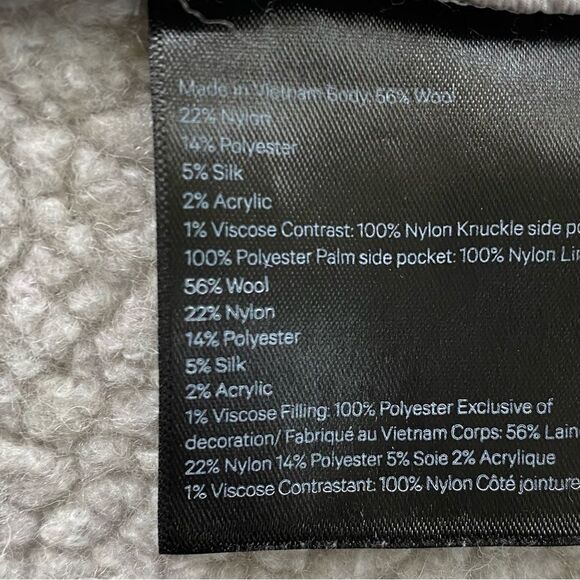 Made in Vietnam Body: 56% Wool
22% Nylon
14% Polyester
5% Silk
2% Acrylic
1% Viscose Contrast: 100% Nylon Knuckle side
100% Polyester Palm side pocket: 100% Nylon
56% Wool
22% Nylon
14% Polyester
5% Silk
2% Acrylic
1% Viscose Filling: 100% Polyester Exclusive of
decoration/ Fabriqué au Vietnam Corps: 56% Laine
22% Nylon 14% Polyester 5% Soie 2% Acrylique
1% Viscose Contrastant: 100% Nylon Côté jointure